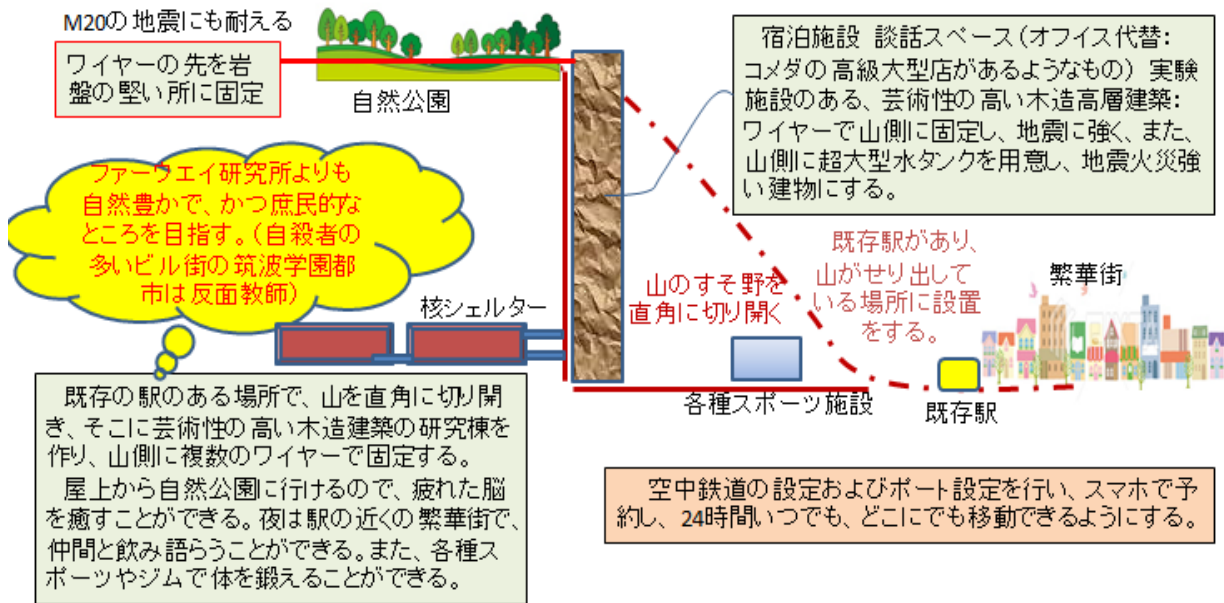 M20の地震にも耐える
ワイヤーの先を岩
盤の堅い所に固定
自然公園
宿泊施設 談話スペース(オフィス代替:
コメダの高級大型店があるようなもの) 実験
施設のある、芸術性の高い木造高層建築:
ワイヤーで山側に固定し、地震に強く、また、
山側に超大型水タンクを用意し、地震火災強
い建物にする。
ファーウェイ研究所よりも
自然豊かで、かつ庶民的な
ところを目指す。(自殺者の
多いビル街の筑波学園都
市は反面教師)
核シェルター
山のすそ野を
直角に切り開く
既存駅があり、
山がせり出して
いる場所に設置
をする。
繁華街
各種スポーツ施設
既存駅
既存の駅のある場所で、山を直角に切り開
き、そこに芸術性の高い木造建築の研究棟を
作り、山側に複数のワイヤーで固定する。
屋上から自然公園に行けるので、疲れた脳
を癒すことができる。夜は駅の近くの繁華街で、
仲間と飲み語らうことができる。また、各種ス
ポーツやジムで体を鍛えることができる。
空中鉄道の設定およびポート設定を行い、スマホで予
約し、24時間いつでも、どこにでも移動できるようにする。